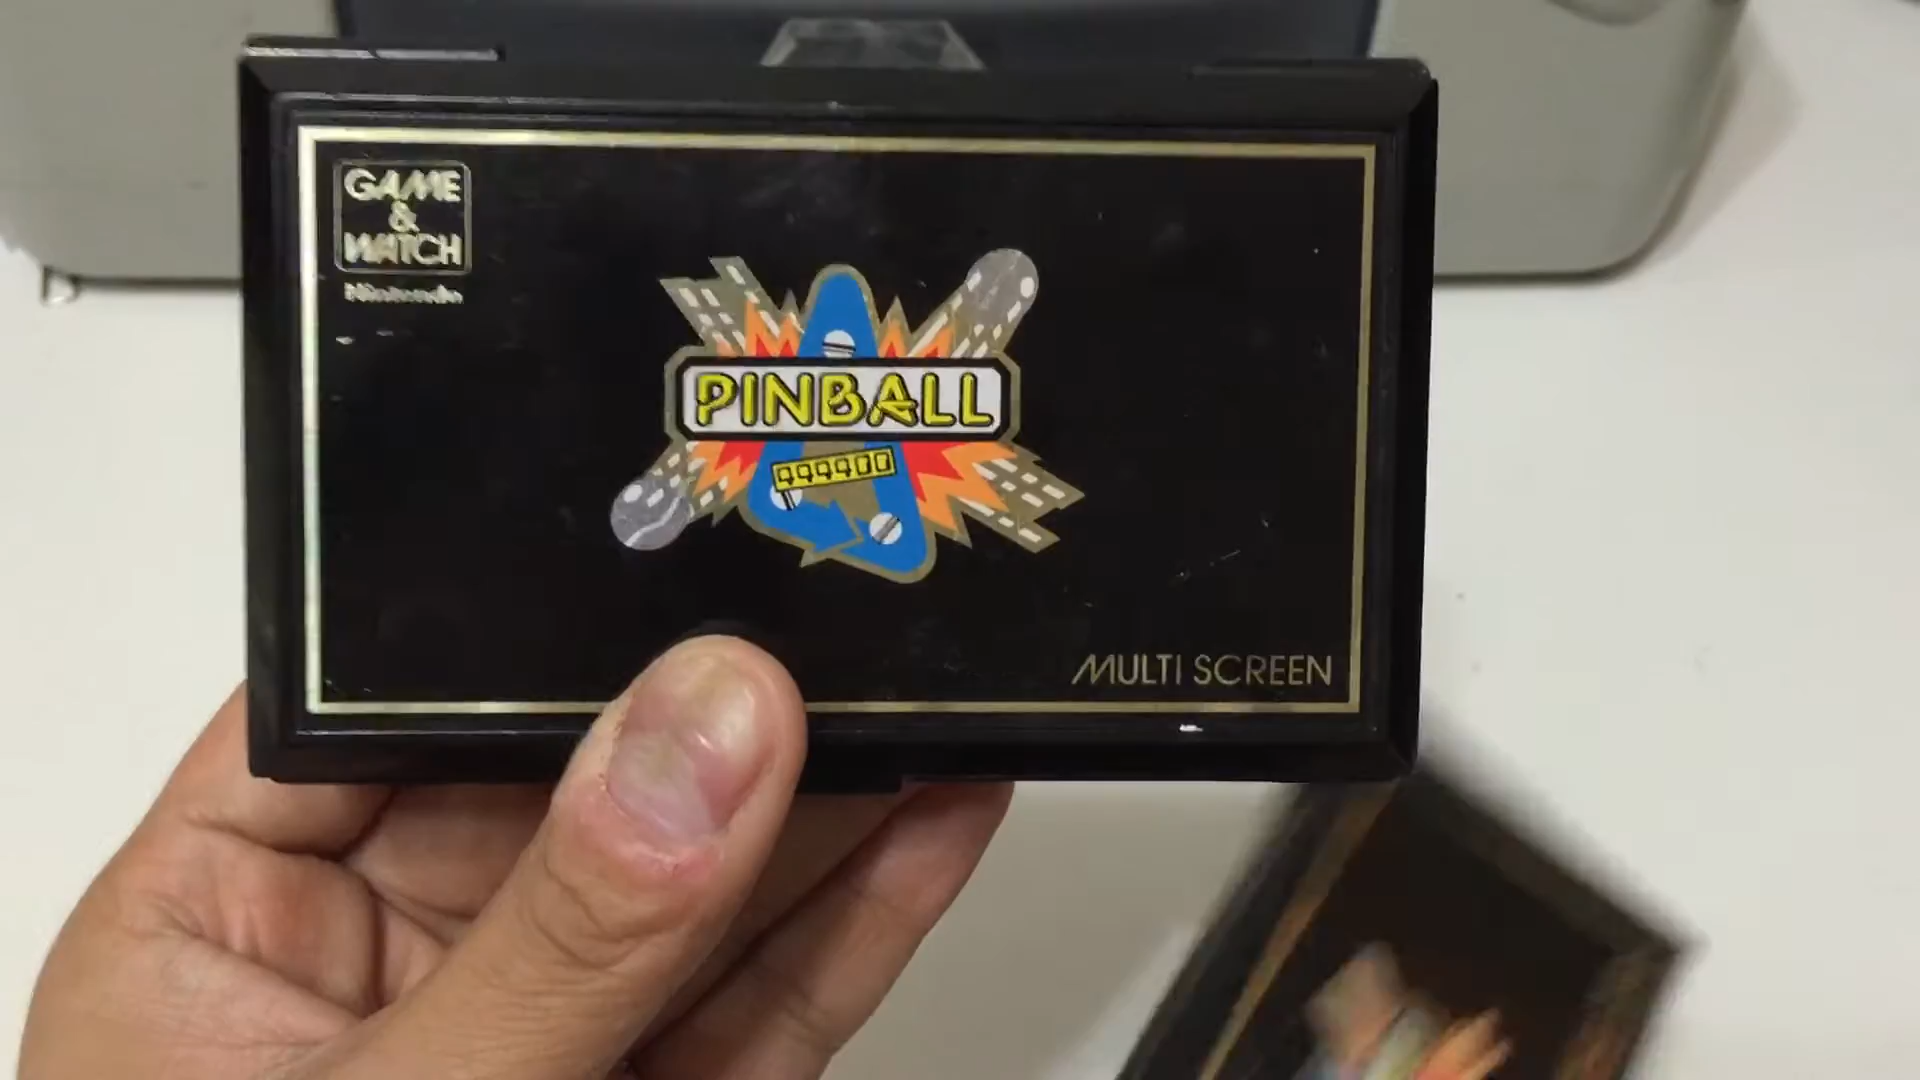 GAME
&
WATCH
Nintendo
PINBALL
999900
MULTI SCREEN